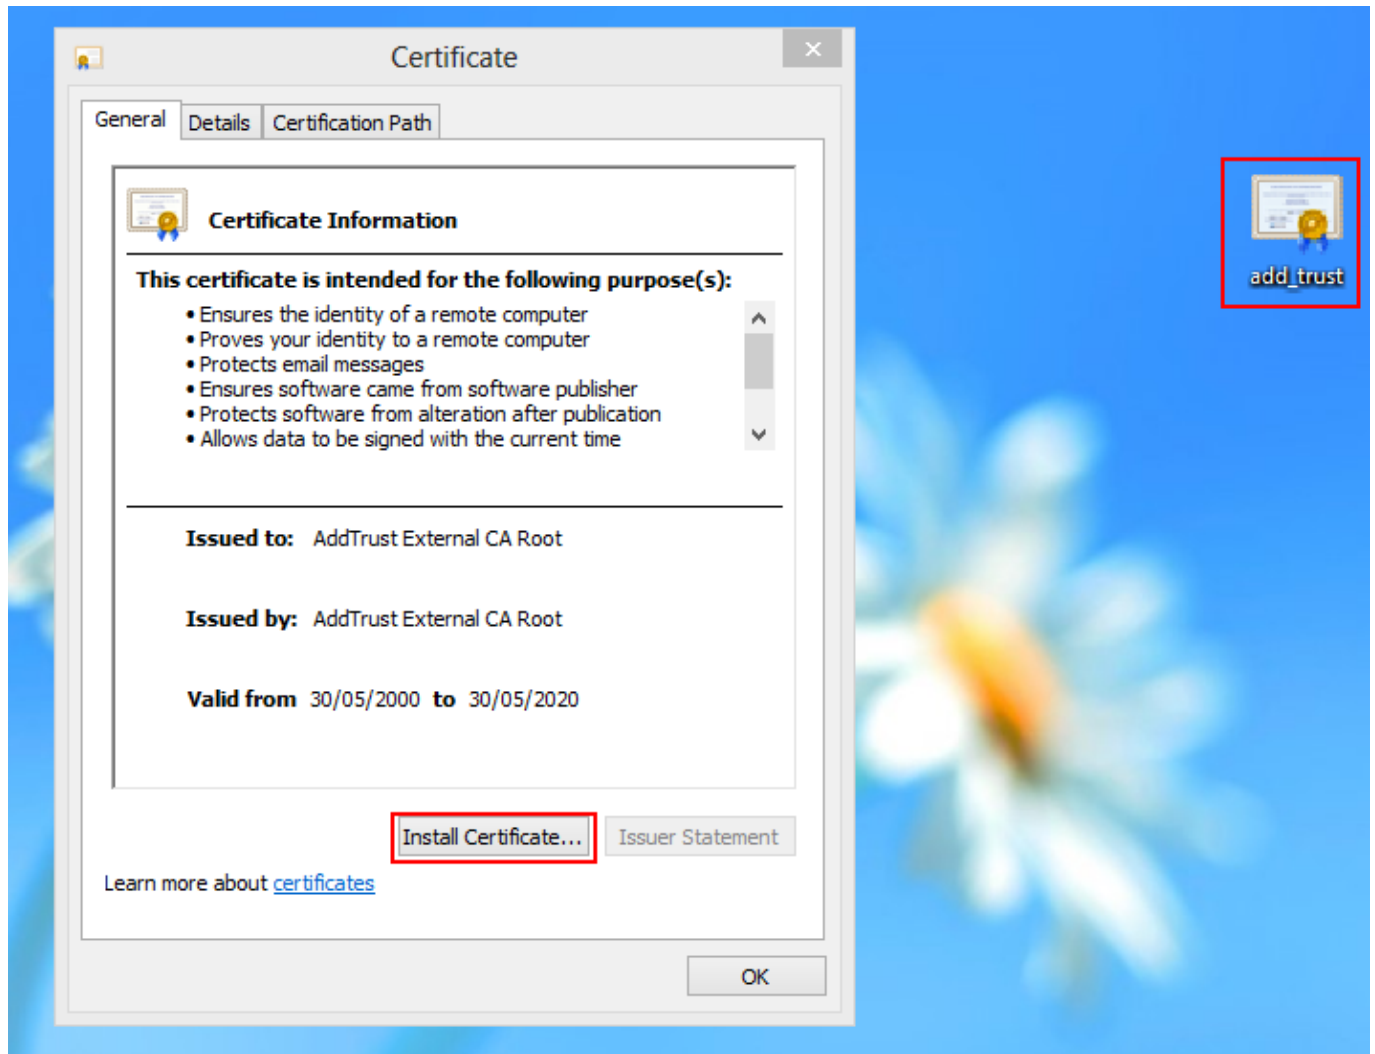 Certificate
General Details Certification Path
Certificate Information
This certificate is intended for the following purpose(s):
• Ensures the identity of a remote computer
• Proves your identity to a remote computer
• Protects email messages
• Ensures software came from software publisher
• Protects software from alteration after publication
• Allows data to be signed with the current time
Issued to: AddTrust External CA Root
Issued by: AddTrust External CA Root
Valid from 30/05/2000 to 30/05/2020
Install Certificate... Issuer Statement
Learn more about certificates
OK
add_trust